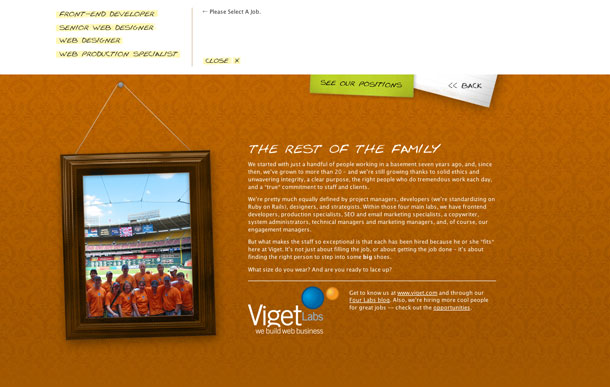 FRONT-END DEVELOPER
SENIOR WEB DESIGNER
WEB DESIGNER
WEB PRODUCTION SPECIALIST
← Please Select A Job.
CLOSE X
SEE OUR POSITIONS
<< BACK
THE REST OF THE FAMILY
We started with just a handful of people working in a basement seven years ago, and, since
then, we've grown to more than 20 - and we're still growing thanks to solid ethics and
unwavering integrity, a clear purpose, the right people who do tremendous work each day,
and a "true" commitment to staff and clients.
We're pretty much equally defined by project managers, developers (we're standardizing on
Ruby on Rails), designers, and strategists. Within those four main labs, we have frontend
developers, production specialists, SEO and email marketing specialists, a copywriter,
system administrators, technical managers and marketing managers, and, of course, our
engagement managers.
But what makes the staff so exceptional is that each has been hired because he or she "fits"
here at Viget. It's not just about filling the job, or about getting the job done - it's about
finding the right person to step into some big shoes.
What size do you wear? And are you ready to lace up?
Viget Labs
we build web business
Get to know us at www.viget.com and through our
Four Labs blog. Also, we're hiring more cool people
for great jobs -- check out the opportunities.